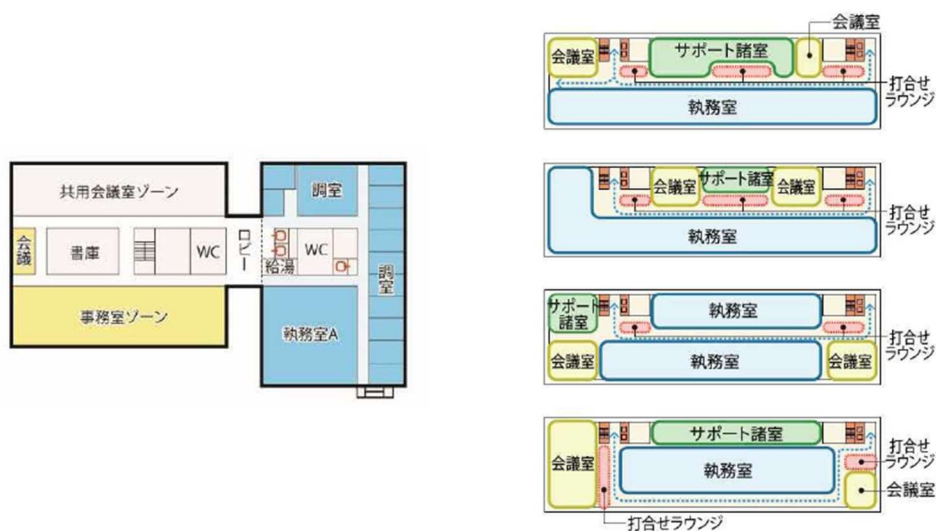 共用会議室ゾーン
調室
会議
書庫
WC
ロビー
給湯
WC
調室
事務室ゾーン
執務室A
会議室
会議室
サポート諸室
打合せ
ラウンジ
執務室
会議室
サポート諸室
会議室
打合せ
ラウンジ
執務室
サポート
諸室
執務室
打合せ
ラウンジ
会議室
執務室
会議室
会議室
サポート諸室
打合せ
ラウンジ
執務室
会議室
打合せラウンジ